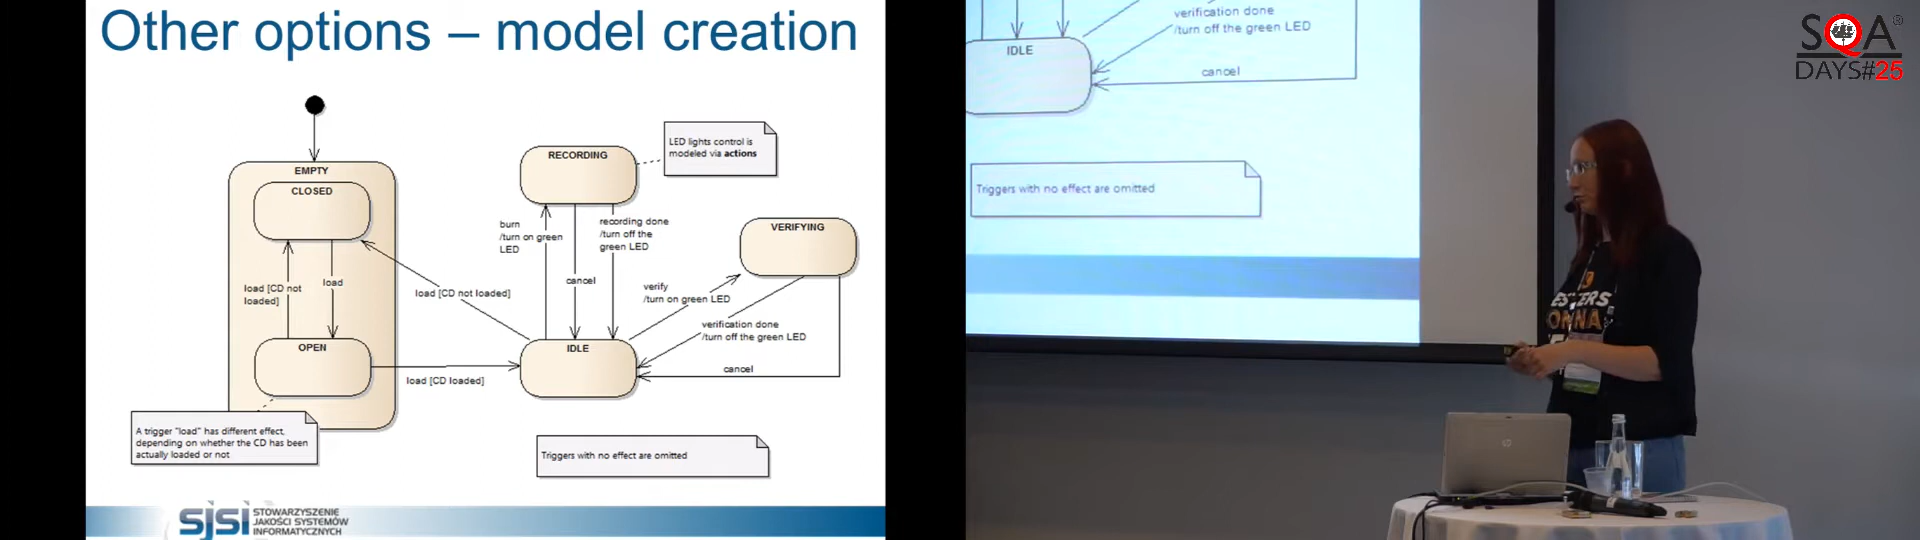 Other options – model creation
EMPTY
CLOSED
load [CD not
loaded]
load
OPEN
A trigger "load" has different effect,
depending on whether the CD has been
actually loaded or not
load [CD not loaded]
load [CD loaded]
RECORDING
LED lights control is
modeled via actions
burn
/turn on green
LED
recording done
/turn off the
green LED
cancel
VERIFYING
verify
/turn on green LED
verification done
/turn off the green LED
cancel
IDLE
Triggers with no effect are omitted
sjsi
STOWARZYSZENIE
JAKOŚCI SYSTEMÓW
INFORMATYCZNYCH
verification done
/turn off the green LED
IDLE
cancel
Triggers with no effect are omitted
SQA®
DAYS#25
hp